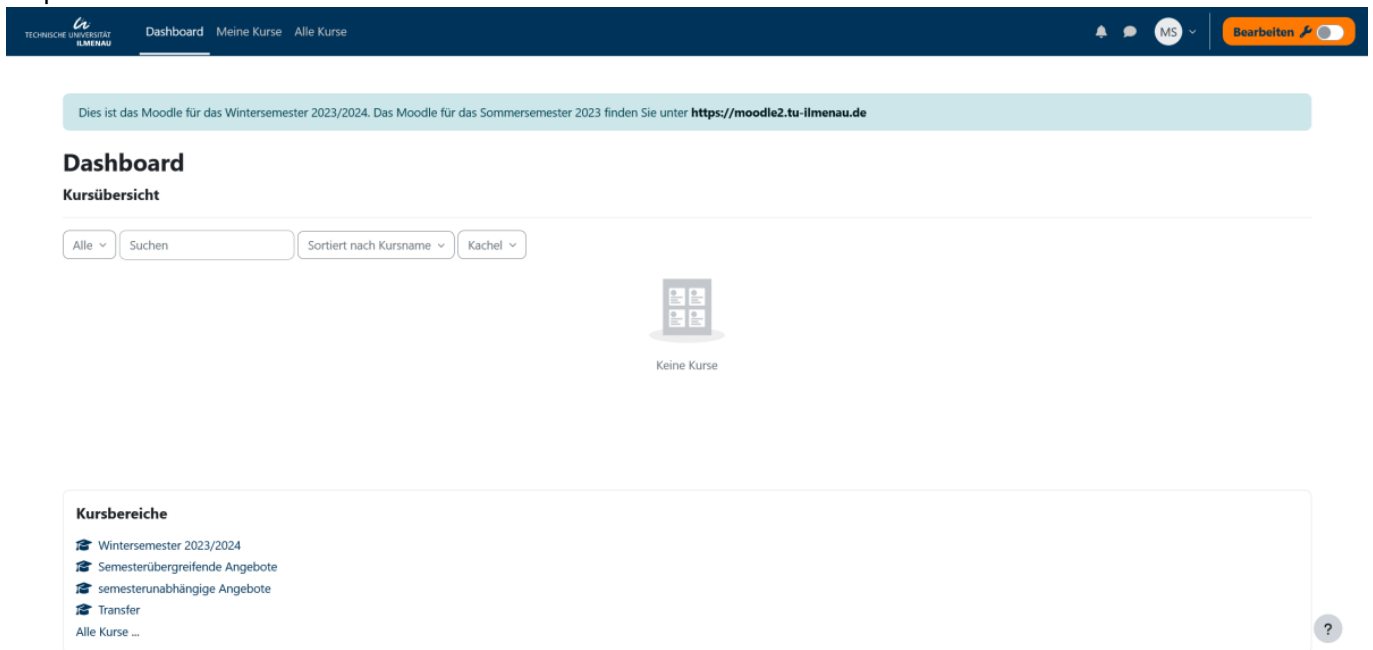 TECHNISCHE UNIVERSITÄT
ILMENAU
Dashboard Meine Kurse Alle Kurse
MS
Bearbeiten
Dies ist das Moodle für das Wintersemester 2023/2024. Das Moodle für das Sommersemester 2023 finden Sie unter https://moodle2.tu-ilmenau.de
Dashboard
Kursübersicht
Alle
Suchen
Sortiert nach Kursname
Kachel
Keine Kurse
Kursbereiche
Wintersemester 2023/2024
Semesterübergreifende Angebote
semesterunabhängige Angebote
Transfer
Alle Kurse ...
?